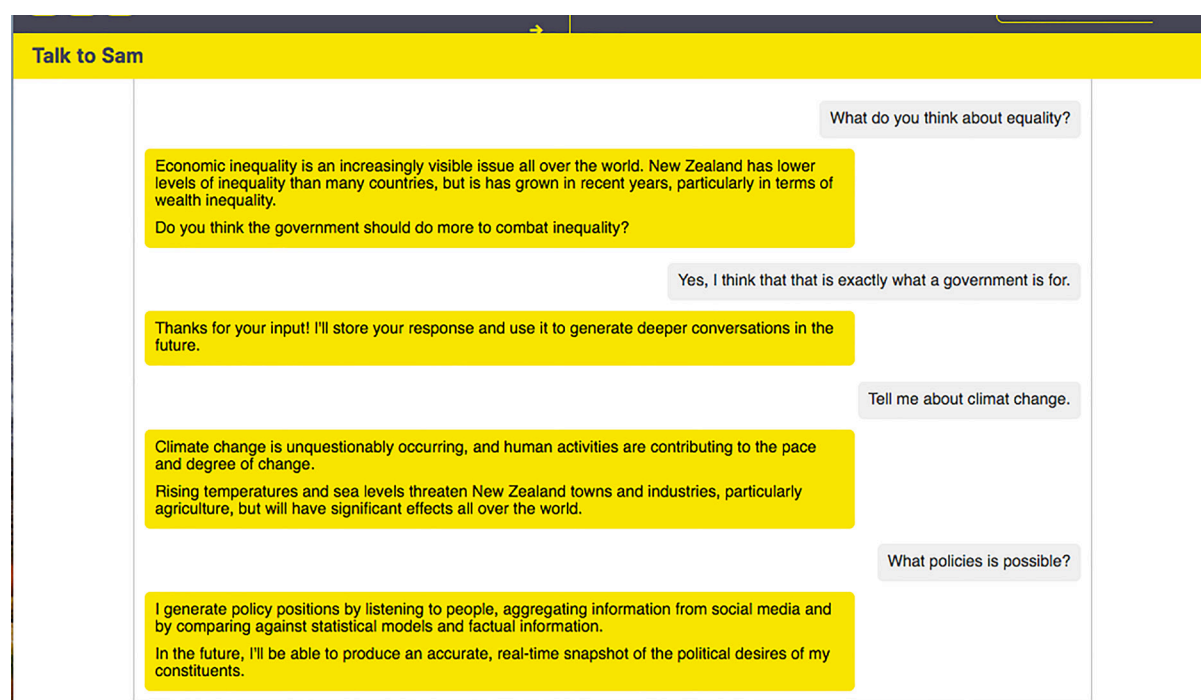 Talk to Sam
What do you think about equality?
Economic inequality is an increasingly visible issue all over the world. New Zealand has lower
levels of inequality than many countries, but is has grown in recent years, particularly in terms of
wealth inequality.
Do you think the government should do more to combat inequality?
Yes, I think that that is exactly what a government is for.
Thanks for your input! I'll store your response and use it to generate deeper conversations in the
future.
Tell me about climat change.
Climate change is unquestionably occurring, and human activities are contributing to the pace
and degree of change.
Rising temperatures and sea levels threaten New Zealand towns and industries, particularly
agriculture, but will have significant effects all over the world.
What policies is possible?
I generate policy positions by listening to people, aggregating information from social media and
by comparing against statistical models and factual information.
In the future, I'll be able to produce an accurate, real-time snapshot of the political desires of my
constituents.